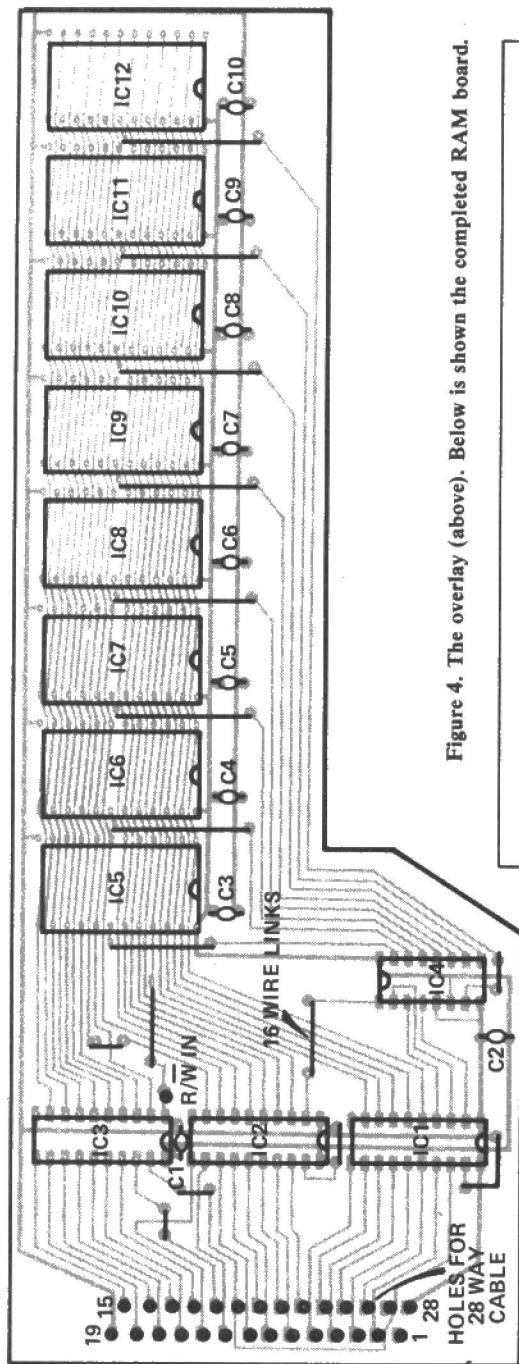 IC12
IC11
IC10
IC9
IC8
IC7
IC6
IC5
C10
C9
C8
C7
C6
C5
C4
C3
16 WIRE LINKS
IC4
C2
R/W IN
IC3
C1
IC2
IC1
19
15
1
28
HOLES FOR
28 WAY
CABLE
Figure 4. The overlay (above). Below is shown the completed RAM board.